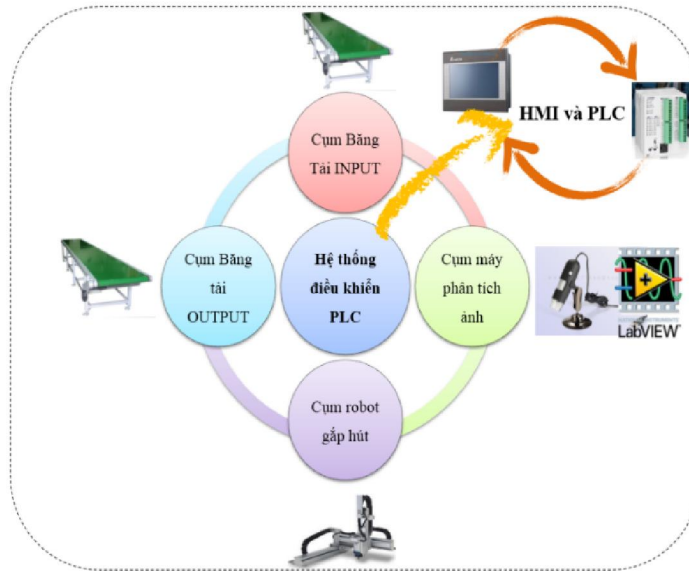 HMI và PLC
Cụm Băng
Tải INPUT
Cụm Băng
tải
OUTPUT
Hệ thống
điều khiển
PLC
Cụm máy
phân tích
ảnh
LabVIEW
Cụm robot
gắp hút